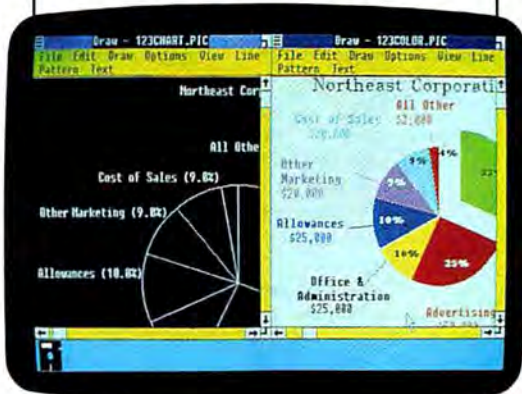 Draw - 123CHART.PIC
File Edit Draw Options View Line
Pattern Text
Northeast Cor
All Othe
Cost of Sales (9.0%)
Other Marketing (9.0%)
Allowances (10.0%)
Draw - 123COLOR.PIC
File Edit Draw Options View Line
Pattern Text
Northeast Corporati
All Other
$2,000
Cost of Sales
$20,000
Other
Marketing
$20,000
Allowances
$25,000
Office &
Administration
$25,000
Advertising
4%
9%
9%
10%
10%
25%